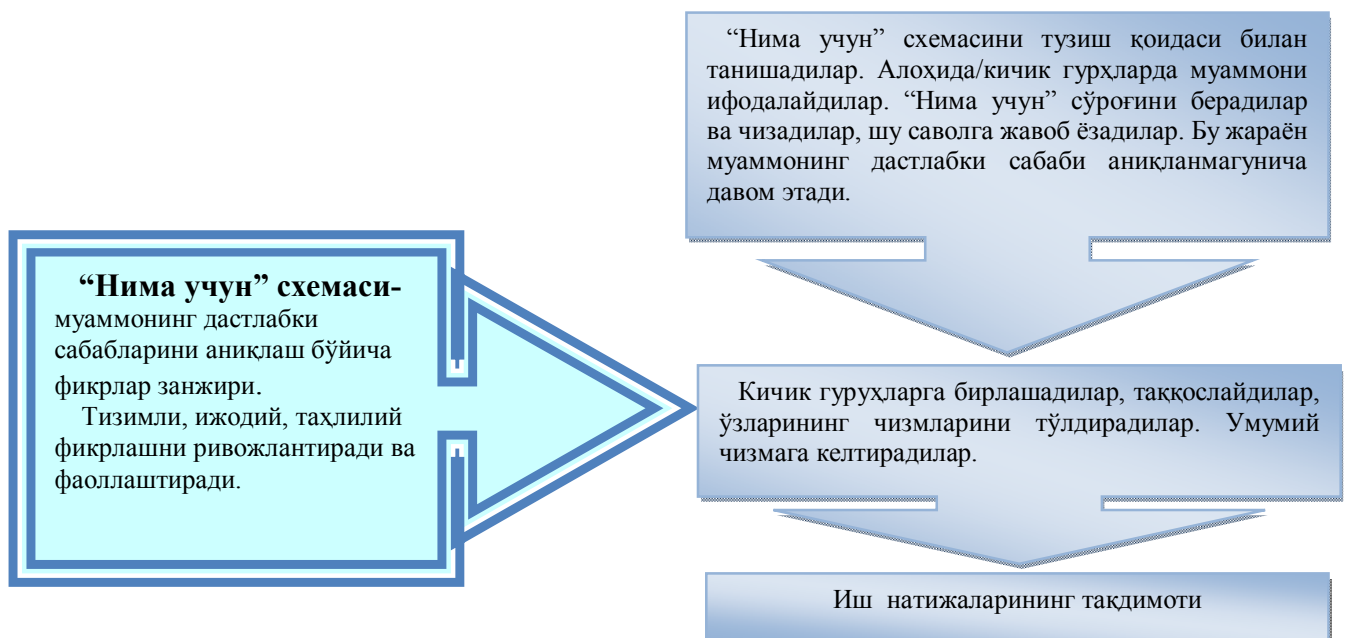 “Нима учун” схемаси-
муаммонинг дастлабки
сабабларини аниқлаш бўйича
фикрлар занжири.
Тизимли, ижодий, таҳлилий
фикрлашни ривожлантиради ва
фаоллаштиради.
“Нима учун” схемасини тузиш қоидаси билан
танишадилар. Алоҳида/кичик гурҳларда муаммони
ифодалайдилар. “Нима учун” сўроғини берадилар
ва чизадилар, шу саволга жавоб ёзадилар. Бу жараён
муаммонинг дастлабки сабаби аниқланмагунича
давом этади.
Кичик гуруҳларга бирлашадилар, таққослайдилар,
ўзларининг чизмларини тўлдирадилар. Умумий
чизмага келтирадилар.
Иш натижаларининг тақдимоти